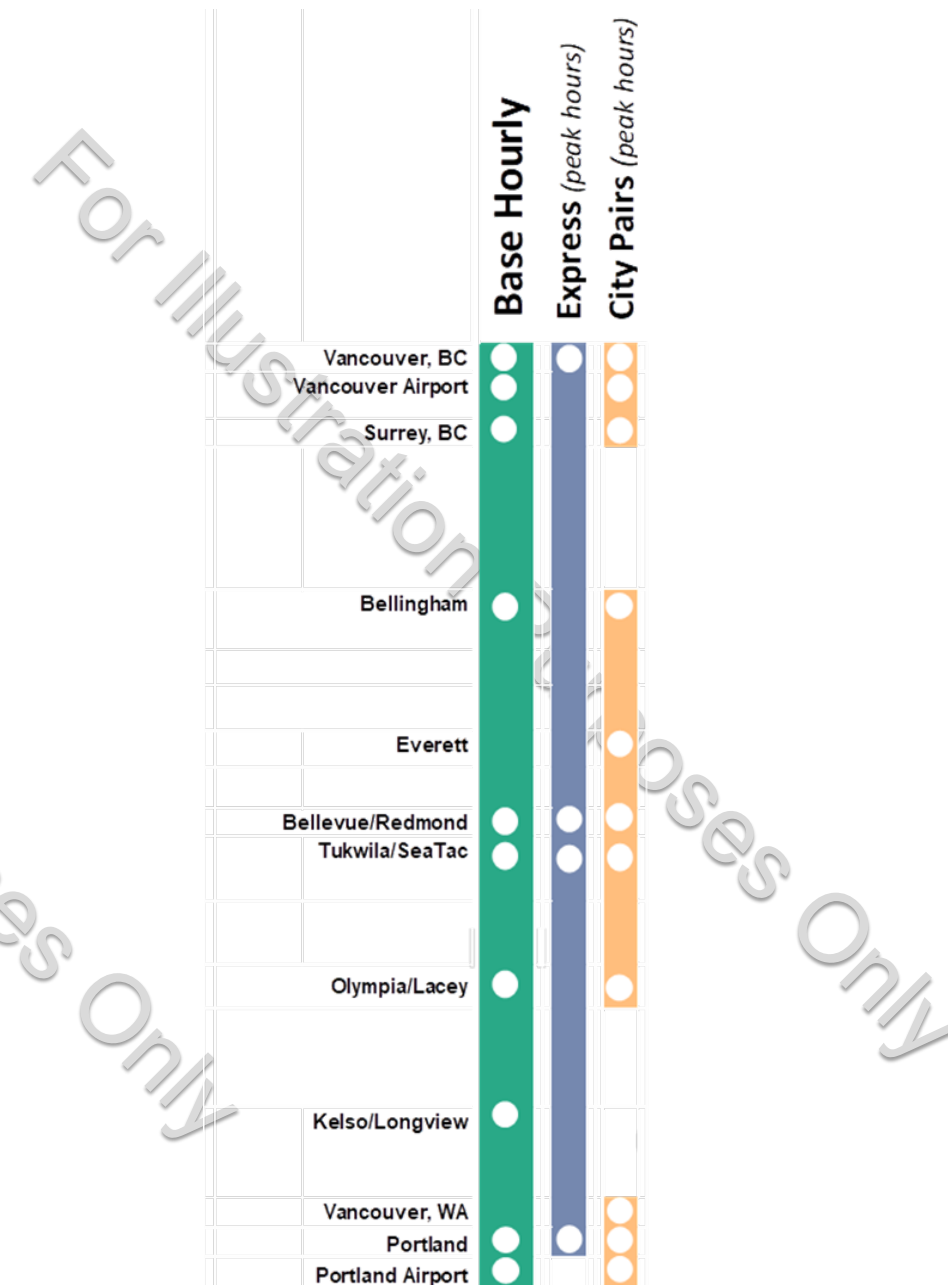 Base Hourly
Express (peak hours)
City Pairs (peak hours)
Vancouver, BC
Vancouver Airport
Surrey, BC
Bellingham
Everett
Bellevue/Redmond
Tukwila/SeaTac
Olympia/Lacey
Kelso/Longview
Vancouver, WA
Portland
Portland Airport
For Illustration Purposes Only
Only